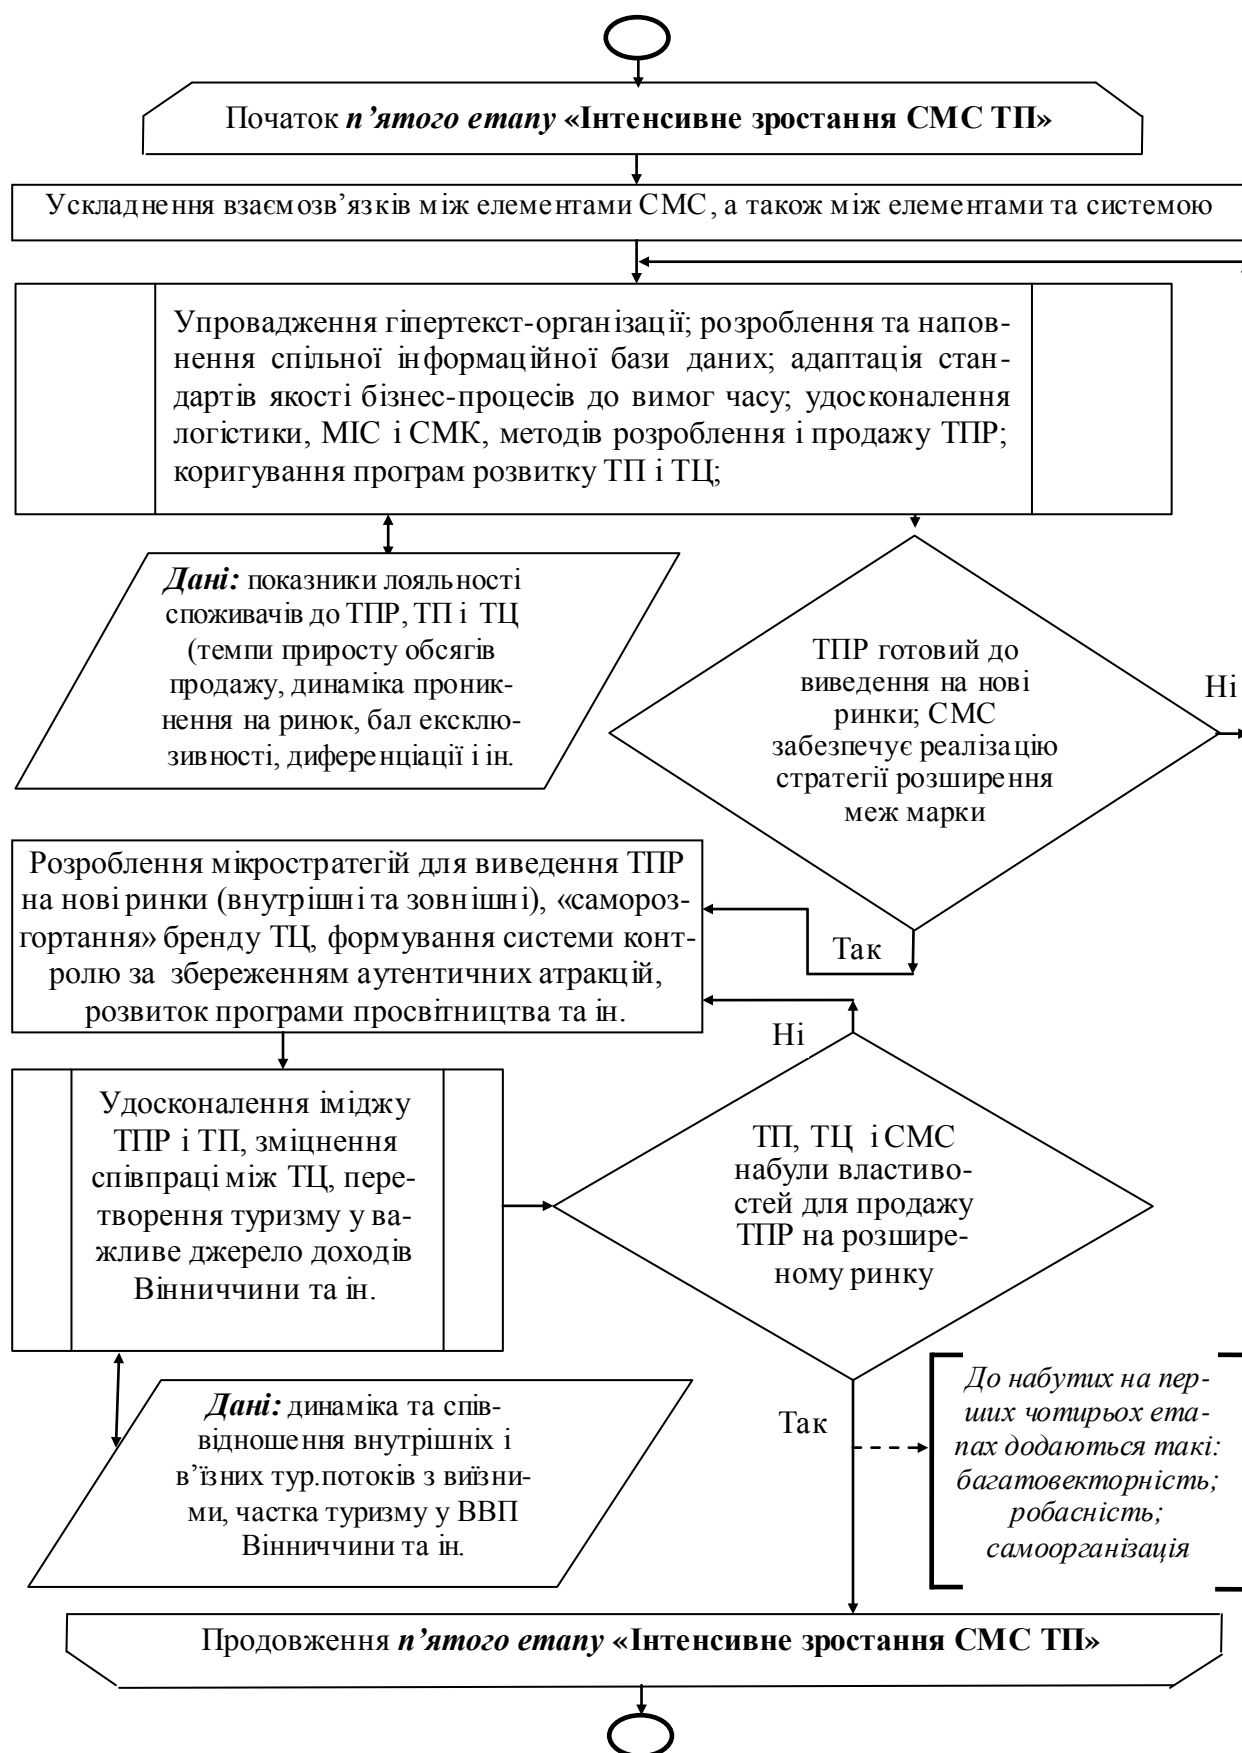 Початок п’ятого етапу «Інтенсивне зростання СМС ТП»
Ускладнення взаємозв’язків між елементами СМС, а також між елементами та системою
Упровадження гіпертекст-організації; розроблення та напов-
нення спільної інформаційної бази даних; адаптація стан-
дартів якості бізнес-процесів до вимог часу; удосконалення
логістики, МІС і СМК, методів розроблення і продажу ТПР;
коригування програм розвитку ТП і ТЦ;
Дані: показники лояльності
споживачів до ТПР, ТП і ТЦ
(темпи приросту обсягів
продажу, динаміка проник-
нення на ринок, бал ексклю-
зивності, диференціації і ін.
ТПР готовий до
виведення на нові
ринки; СМС
забезпечує реалізацію
стратегії розширення
меж марки
Ні
Так
Розроблення мікростратегій для виведення ТПР
на нові ринки (внутрішні та зовнішні), «самороз-
гортання» бренду ТЦ, формування системи кон-
тролю за збереженням аутентичних атракцій,
розвиток програми просвітництва та ін.
Ні
Удосконалення іміджу
ТПР і ТП, зміцнення
співпраці між ТЦ, пере-
творення туризму у ва-
жливе джерело доходів
Вінниччини та ін.
ТП, ТЦ і СМС
набули властиво-
стей для продажу
ТПР на розшире-
ному ринку
Так
Дані: динаміка та спів-
відношення внутрішніх і
в’їзних тур.потоків з виїзни-
ми, частка туризму у ВВП
Вінниччини та ін.
До набутих на пер-
ших чотирьох ета-
пах додаються такі:
багатовекторність;
робасність;
самоорганізація
Продовження п’ятого етапу «Інтенсивне зростання СМС ТП»